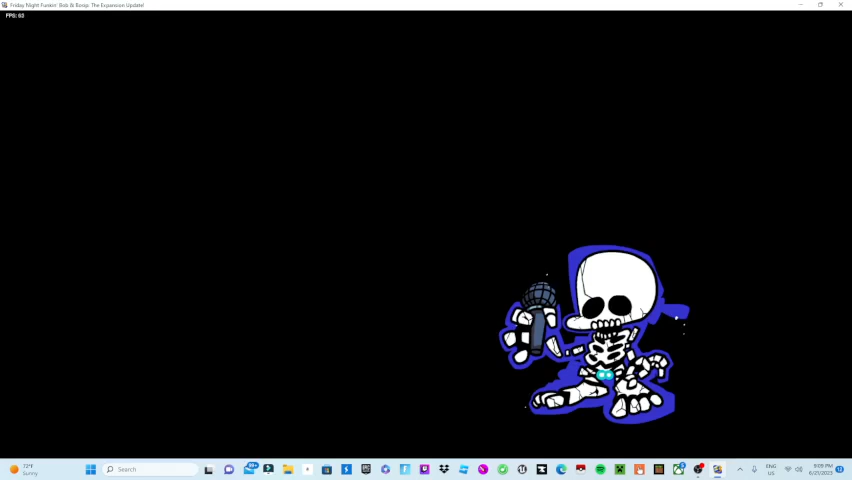 Friday Night Funkin' Bob & Bosip: The Expansion Update!
FPS: 60
72°F
Sunny
Search
99+
ENG
US
9:09 PM
6/21/2023